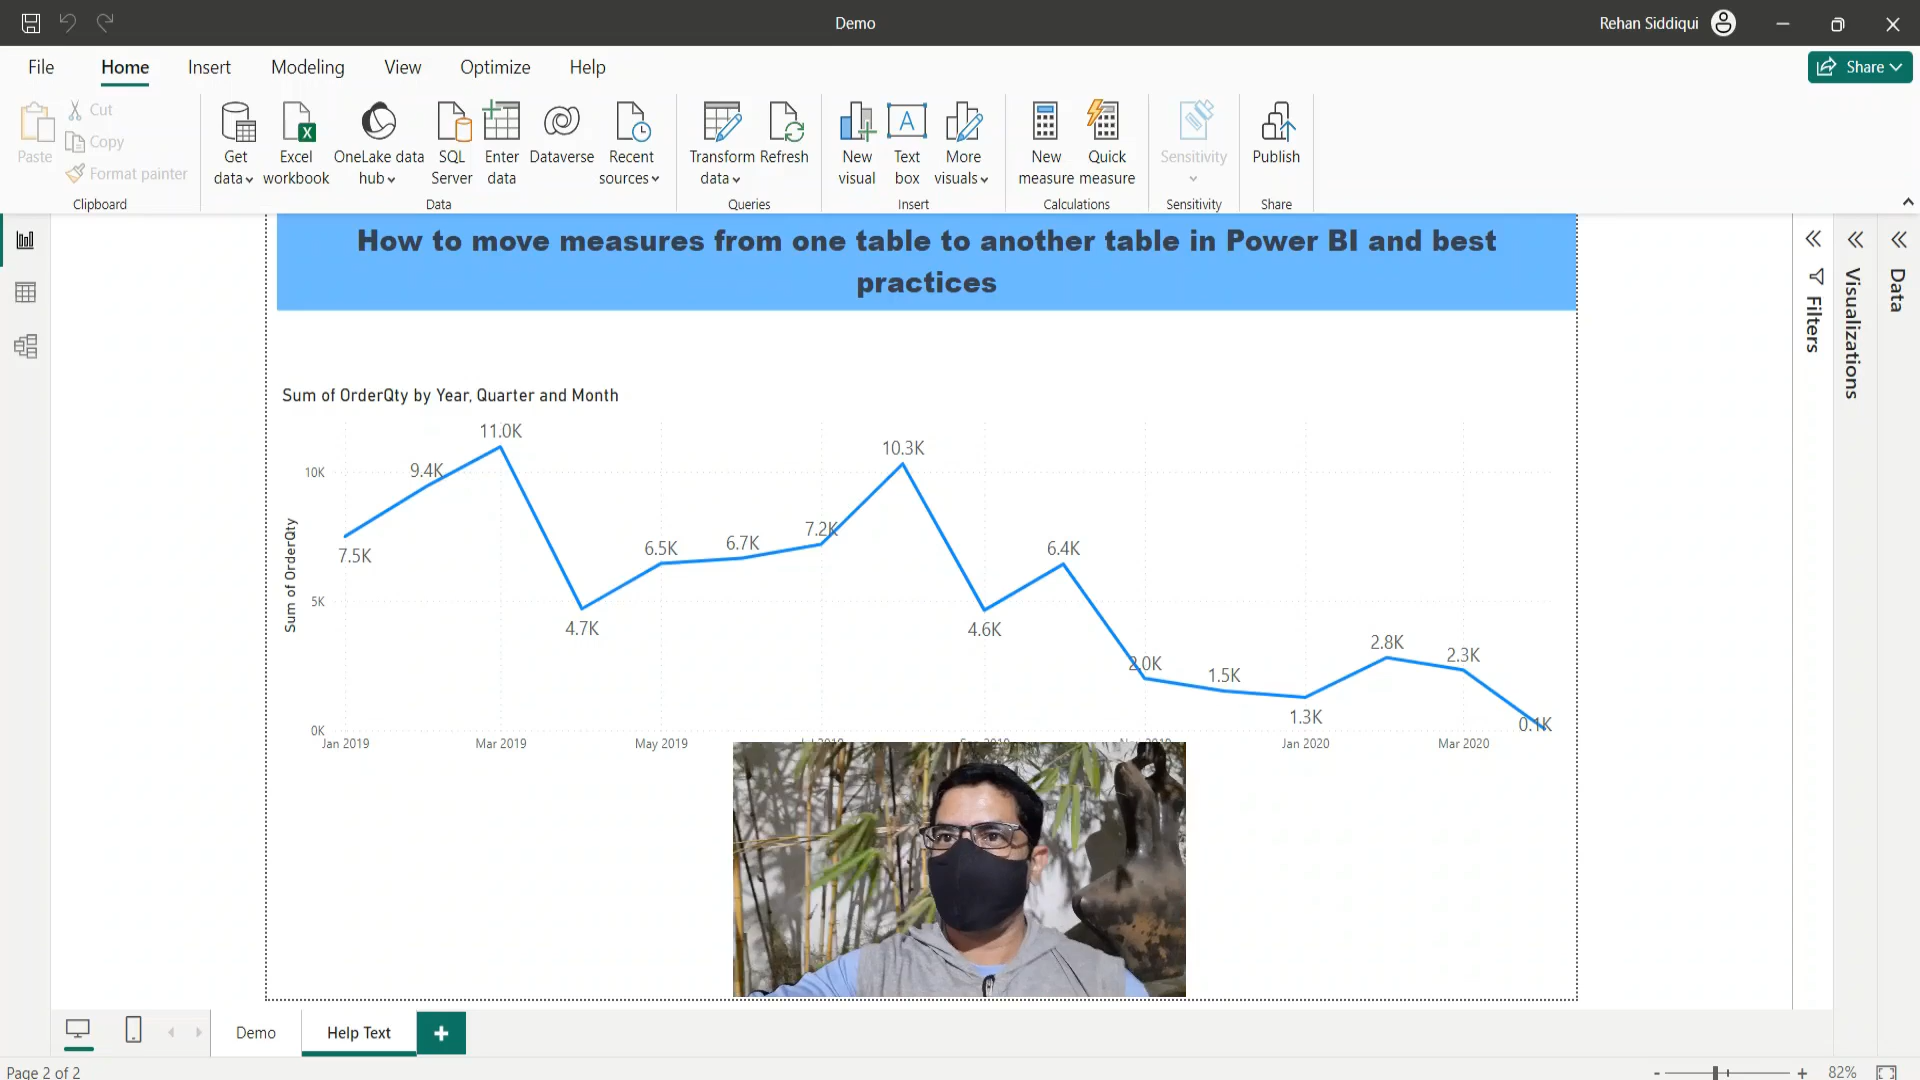 Demo
Rehan Siddiqui
File Home Insert Modeling View Optimize Help
Share
Paste
Cut
Copy
Format painter
Clipboard
Get data
Excel workbook
OneLake data hub
SQL Server
Enter data
Dataverse
Recent sources
Data
Transform data
Refresh
Queries
New visual
Text box
More visuals
Insert
New measure
Quick measure
Calculations
Sensitivity
Sensitivity
Publish
Share
How to move measures from one table to another table in Power BI and best
practices
Filters
Visualizations
Data
Sum of OrderQty by Year, Quarter and Month
Sum of OrderQty
10K
5K
0K
7.5K
9.4K
11.0K
4.7K
6.5K
6.7K
7.2K
10.3K
4.6K
6.4K
2.0K
1.5K
1.3K
2.8K
2.3K
0.1K
Jan 2019 Mar 2019 May 2019 Jan 2020 Mar 2020
Demo
Help Text
Page 2 of 2
82%